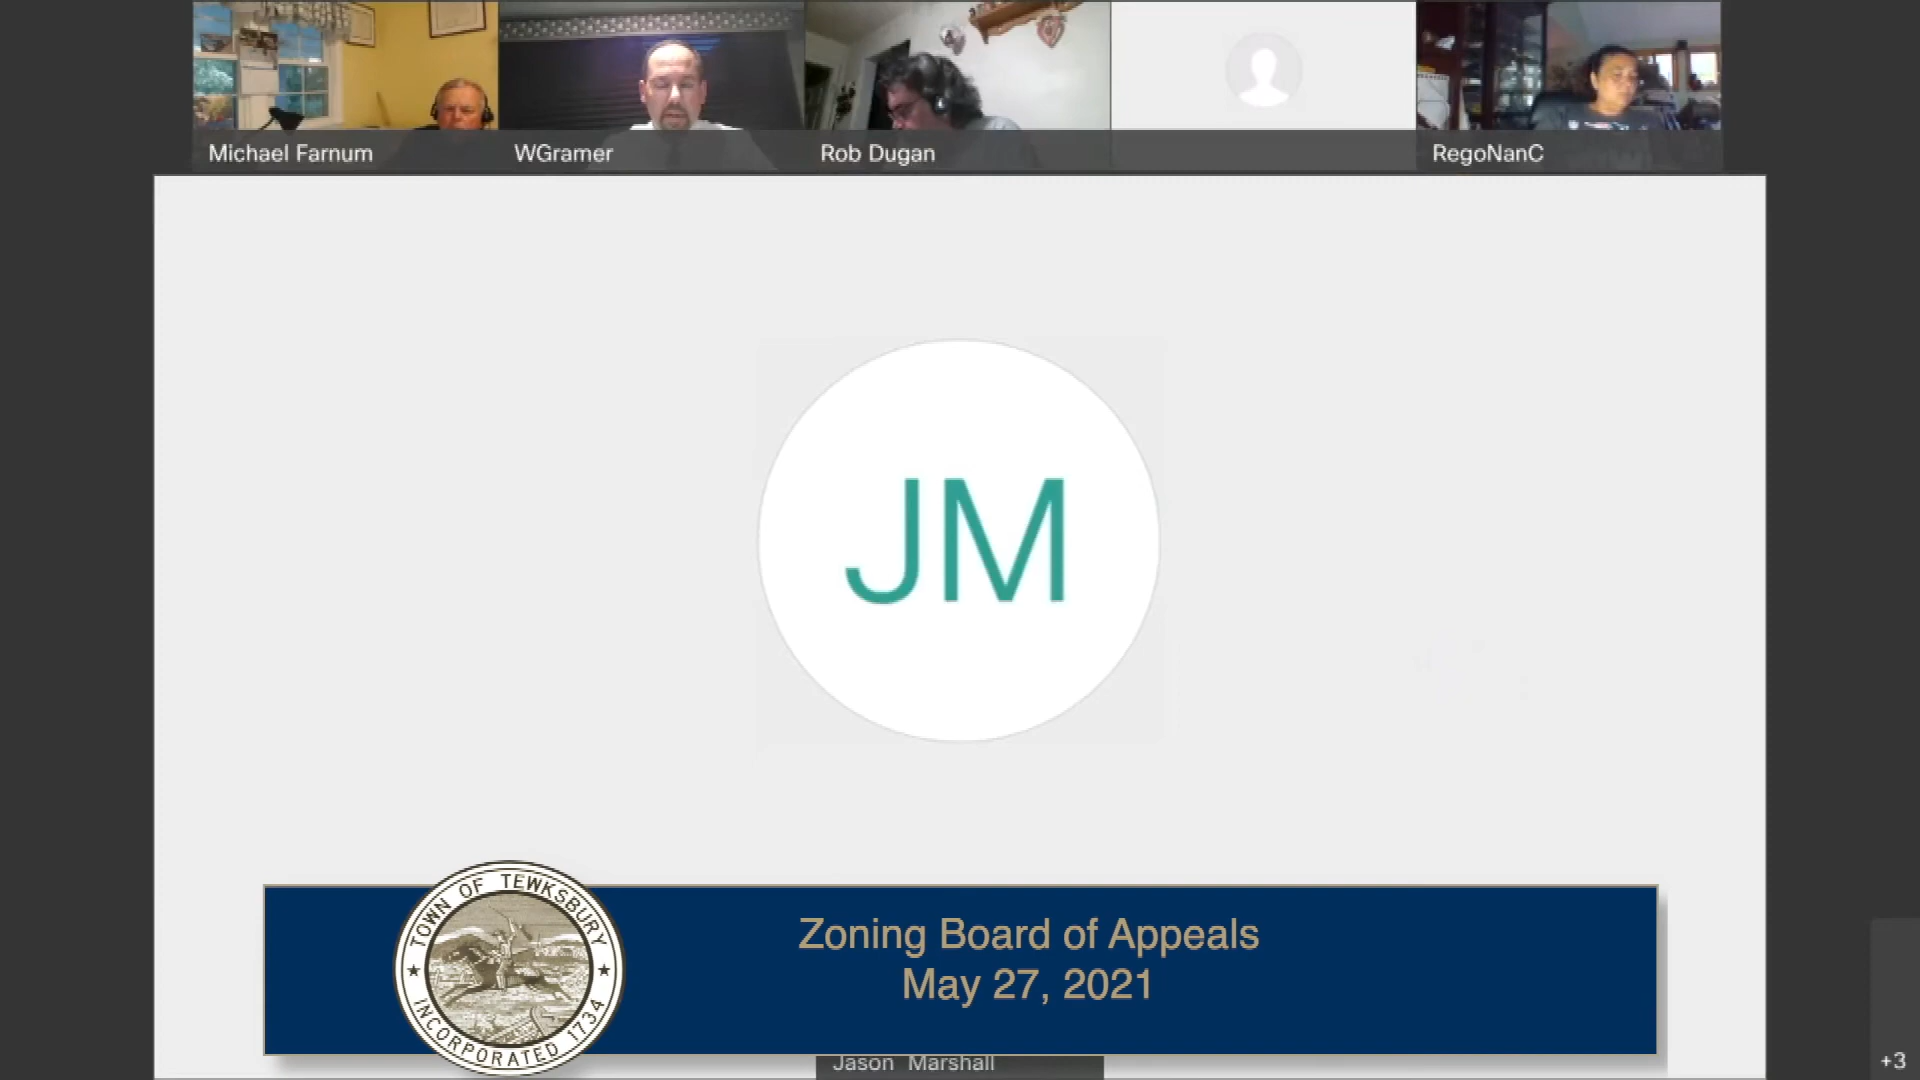 Michael Farnum
WGramer
Rob Dugan
RegoNanC
JM
TOWN OF TEWKSBURY
INCORPORATED 1734
Zoning Board of Appeals
May 27, 2021
Jason Marshall
+3